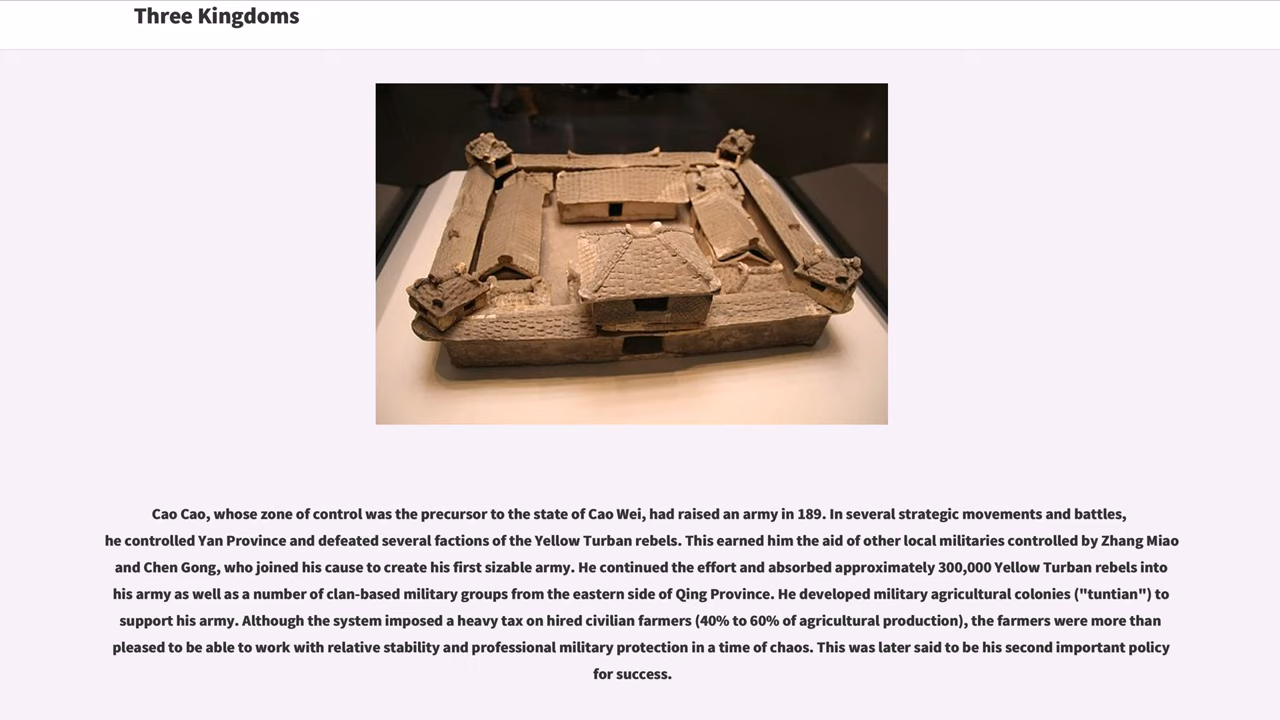 Three Kingdoms
Cao Cao, whose zone of control was the precursor to the state of Cao Wei, had raised an army in 189. In several strategic movements and battles,
he controlled Yan Province and defeated several factions of the Yellow Turban rebels. This earned him the aid of other local militaries controlled by Zhang Miao
and Chen Gong, who joined his cause to create his first sizable army. He continued the effort and absorbed approximately 300,000 Yellow Turban rebels into
his army as well as a number of clan-based military groups from the eastern side of Qing Province. He developed military agricultural colonies ("tuntian") to
support his army. Although the system imposed a heavy tax on hired civilian farmers (40% to 60% of agricultural production), the farmers were more than
pleased to be able to work with relative stability and professional military protection in a time of chaos. This was later said to be his second important policy
for success.